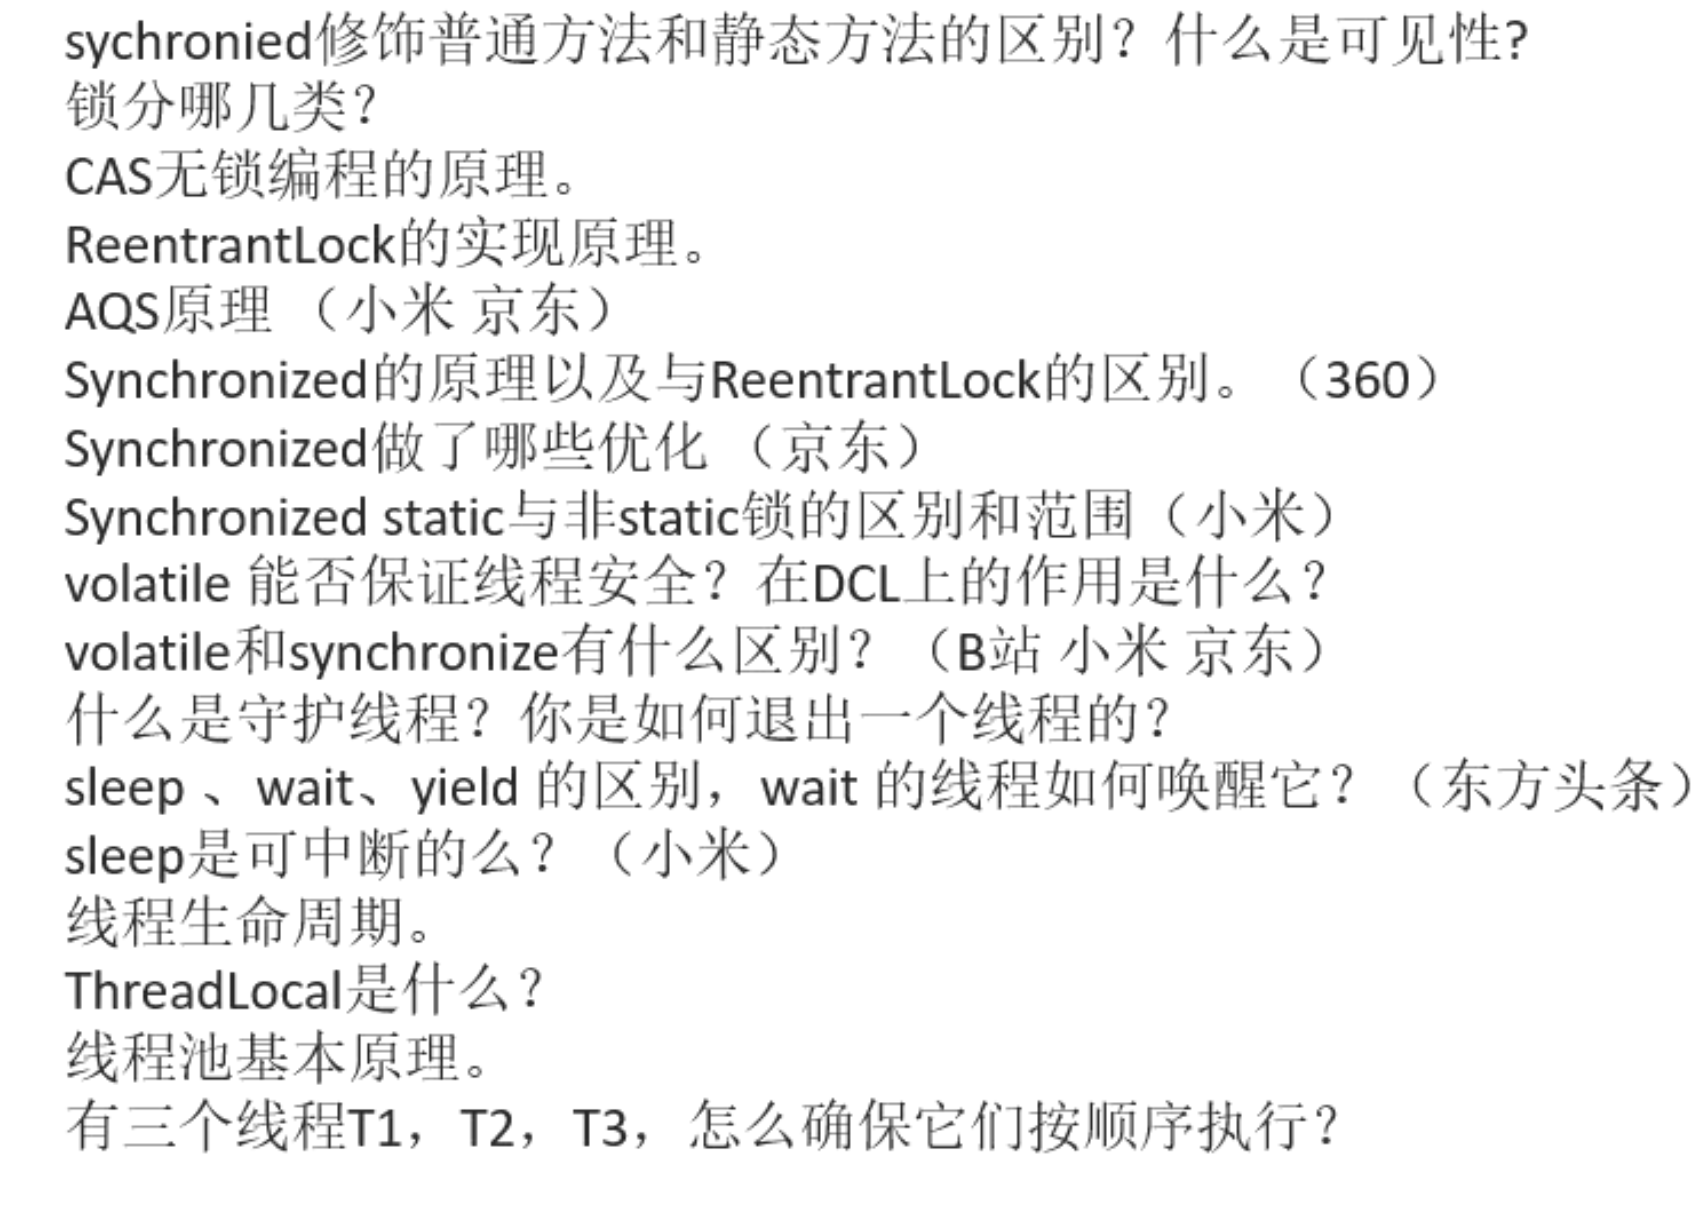 sychronied修饰普通方法和静态方法的区别？什么是可见性?
锁分哪几类？
CAS无锁编程的原理。
ReentrantLock的实现原理。
AQS原理 （小米 京东）
Synchronized的原理以及与ReentrantLock的区别。（360）
Synchronized做了哪些优化 （京东）
Synchronized static与非static锁的区别和范围（小米）
volatile 能否保证线程安全？在DCL上的作用是什么？
volatile和synchronize有什么区别？（B站 小米 京东）
什么是守护线程？你是如何退出一个线程的？
sleep 、wait、yield 的区别，wait 的线程如何唤醒它？（东方头条）
sleep是可中断的么？（小米）
线程生命周期。
ThreadLocal是什么？
线程池基本原理。
有三个线程T1，T2，T3，怎么确保它们按顺序执行？